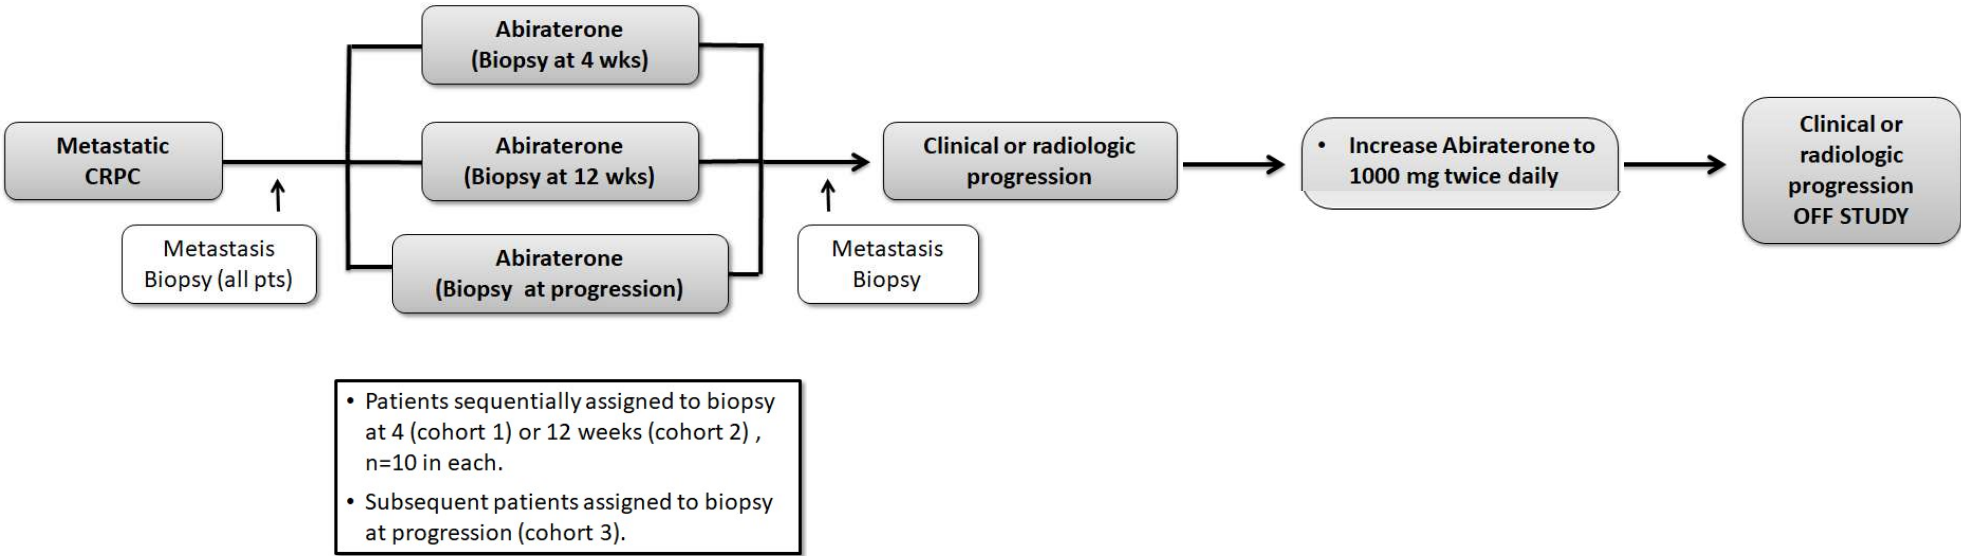 Metastatic
CRPC
Metastasis
Biopsy (all pts)
Abiraterone
(Biopsy at 4 wks)
Abiraterone
(Biopsy at 12 wks)
Abiraterone
(Biopsy  at progression)
Metastasis
Biopsy
Clinical or radiologic
progression
• Increase Abiraterone to
1000 mg twice daily
Clinical or
radiologic
progression
OFF STUDY
• Patients sequentially assigned to biopsy
at 4 (cohort 1) or 12 weeks (cohort 2) ,
n=10 in each.
• Subsequent patients assigned to biopsy
at progression (cohort 3).